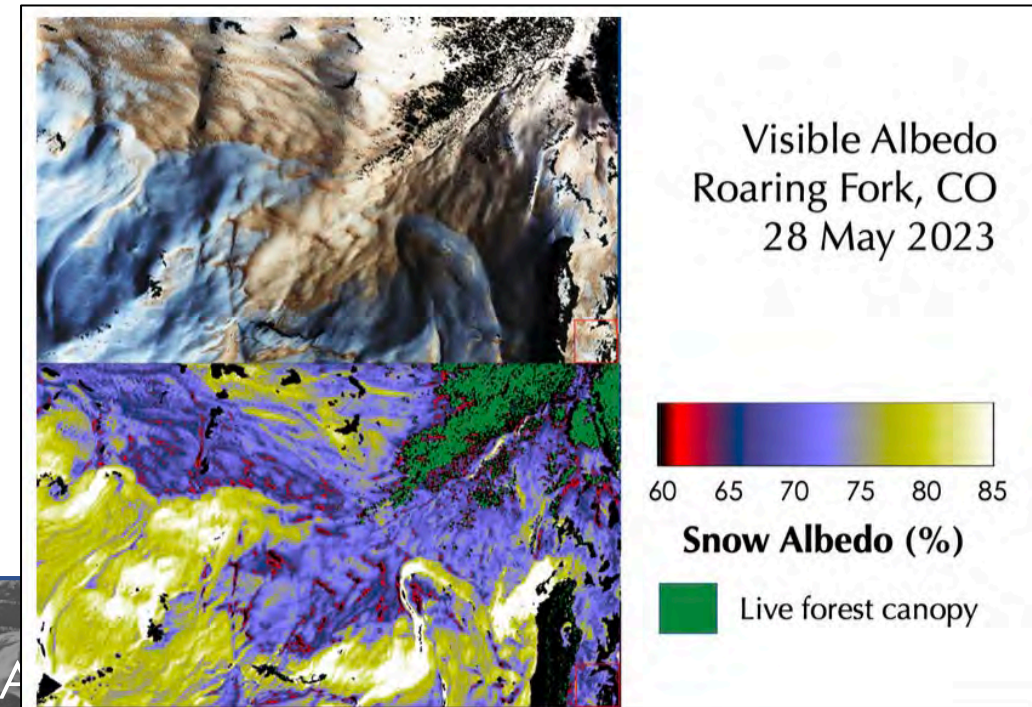 Visible Albedo
Roaring Fork, CO
28 May 2023
60 65 70 75 80 85
Snow Albedo (%)
Live forest canopy
A